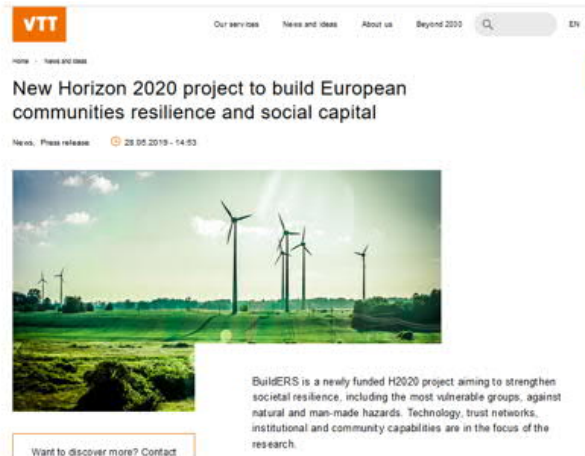 VTT
Our services News and ideas About us Beyond 2030 EN
Home News and ideas
New Horizon 2020 project to build European
communities resilience and social capital
News, Press release 28.05.2019 - 14:53
BuildERS is a newly funded H2020 project aiming to strengthen
societal resilience, including the most vulnerable groups, against
natural and man-made hazards. Technology, trust networks,
institutional and community capabilities are in the focus of the
research.
Want to discover more? Contact